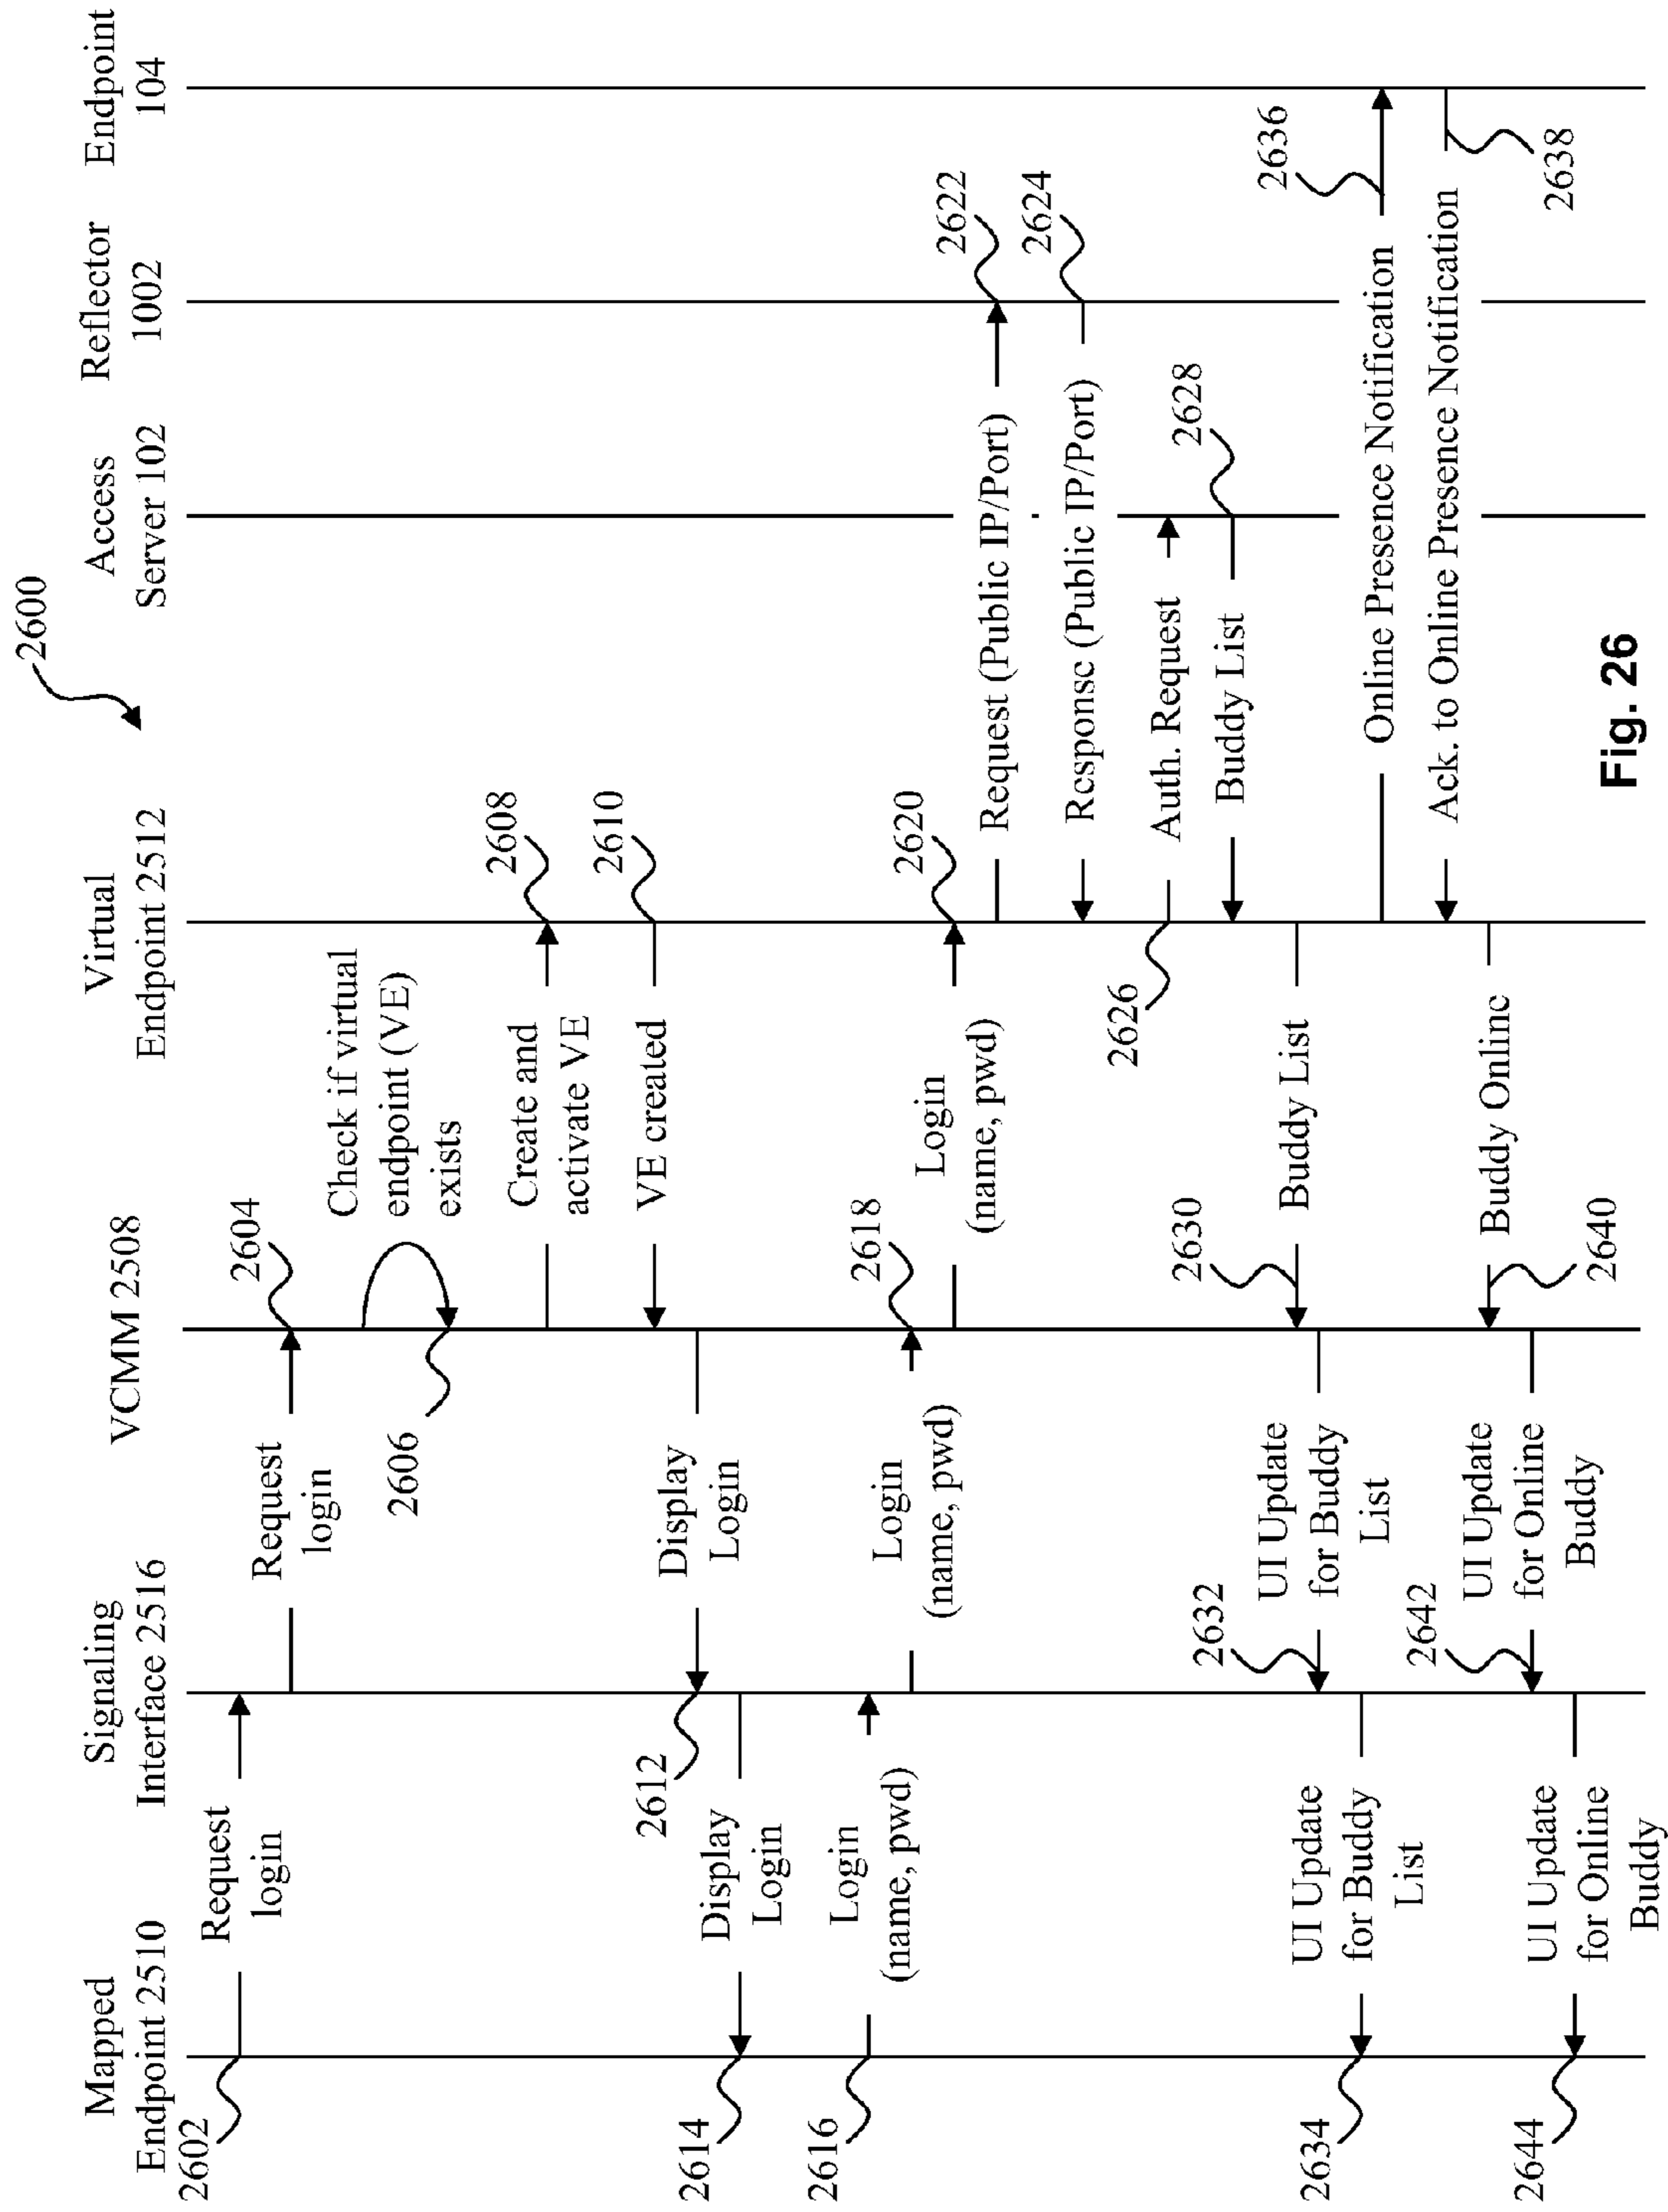 2600
Mapped
Endpoint 2510
Signaling
Interface 2516
VCMM 2508
Virtual
Endpoint 2512
Access
Server 102
Reflector
1002
Endpoint
104
2602
Request
login
Request
login
2604
Check if virtual
endpoint (VE)
exists
2606
Create and
activate VE
2608
VE created
2610
Display
Login
2612
Display
Login
2614
Login
(name, pwd)
2616
Login
(name, pwd)
2618
Login
(name, pwd)
2620
Request (Public IP/Port)
2622
Response (Public IP/Port)
2624
Auth. Request
2626
Buddy List
2628
Buddy List
2630
UI Update
for Buddy
List
2632
UI Update
for Buddy
List
2634
Online Presence Notification
2636
Ack. to Online Presence Notification
2638
Buddy Online
2640
UI Update
for Online
Buddy
2642
UI Update
for Online
Buddy
2644
Fig. 26